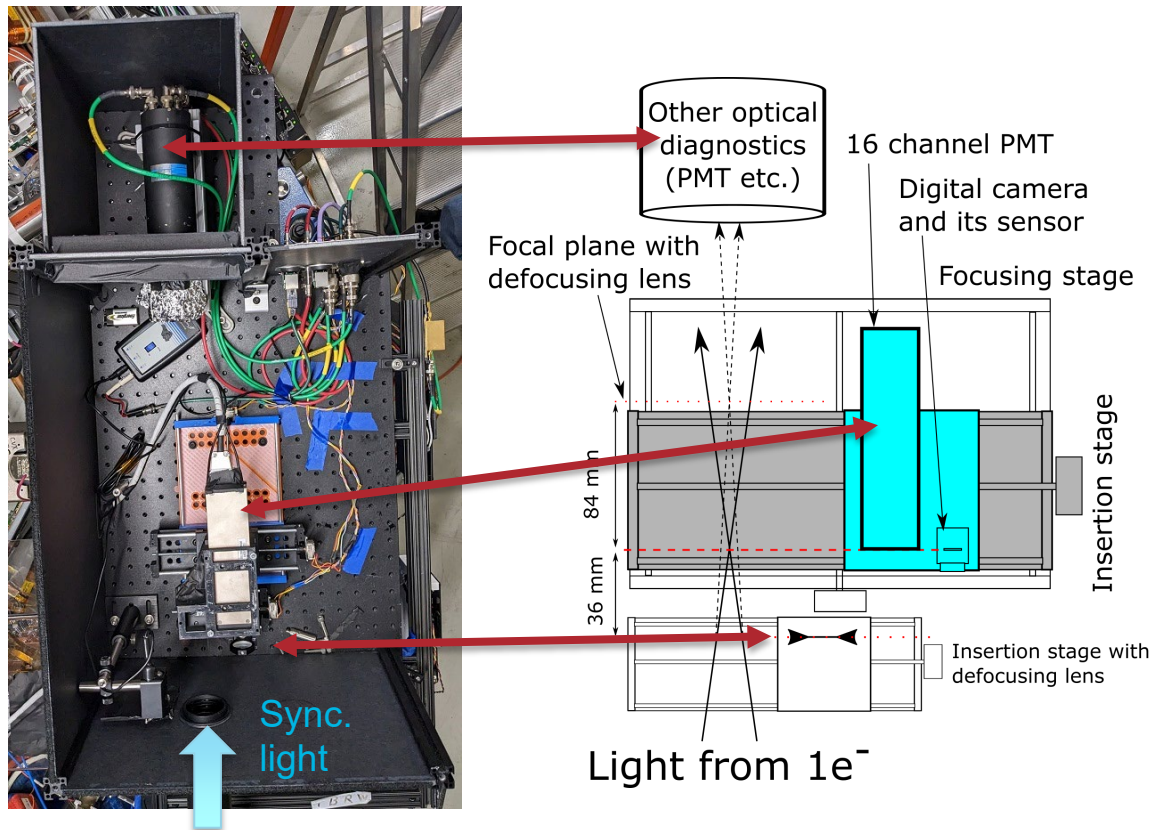 Sync.
light
Other optical
diagnostics
(PMT etc.)
16 channel PMT
Digital camera
and its sensor
Focal plane with
defocusing lens
Focusing stage
84 mm
36 mm
Insertion stage
Insertion stage with
defocusing lens
Light from 1e-